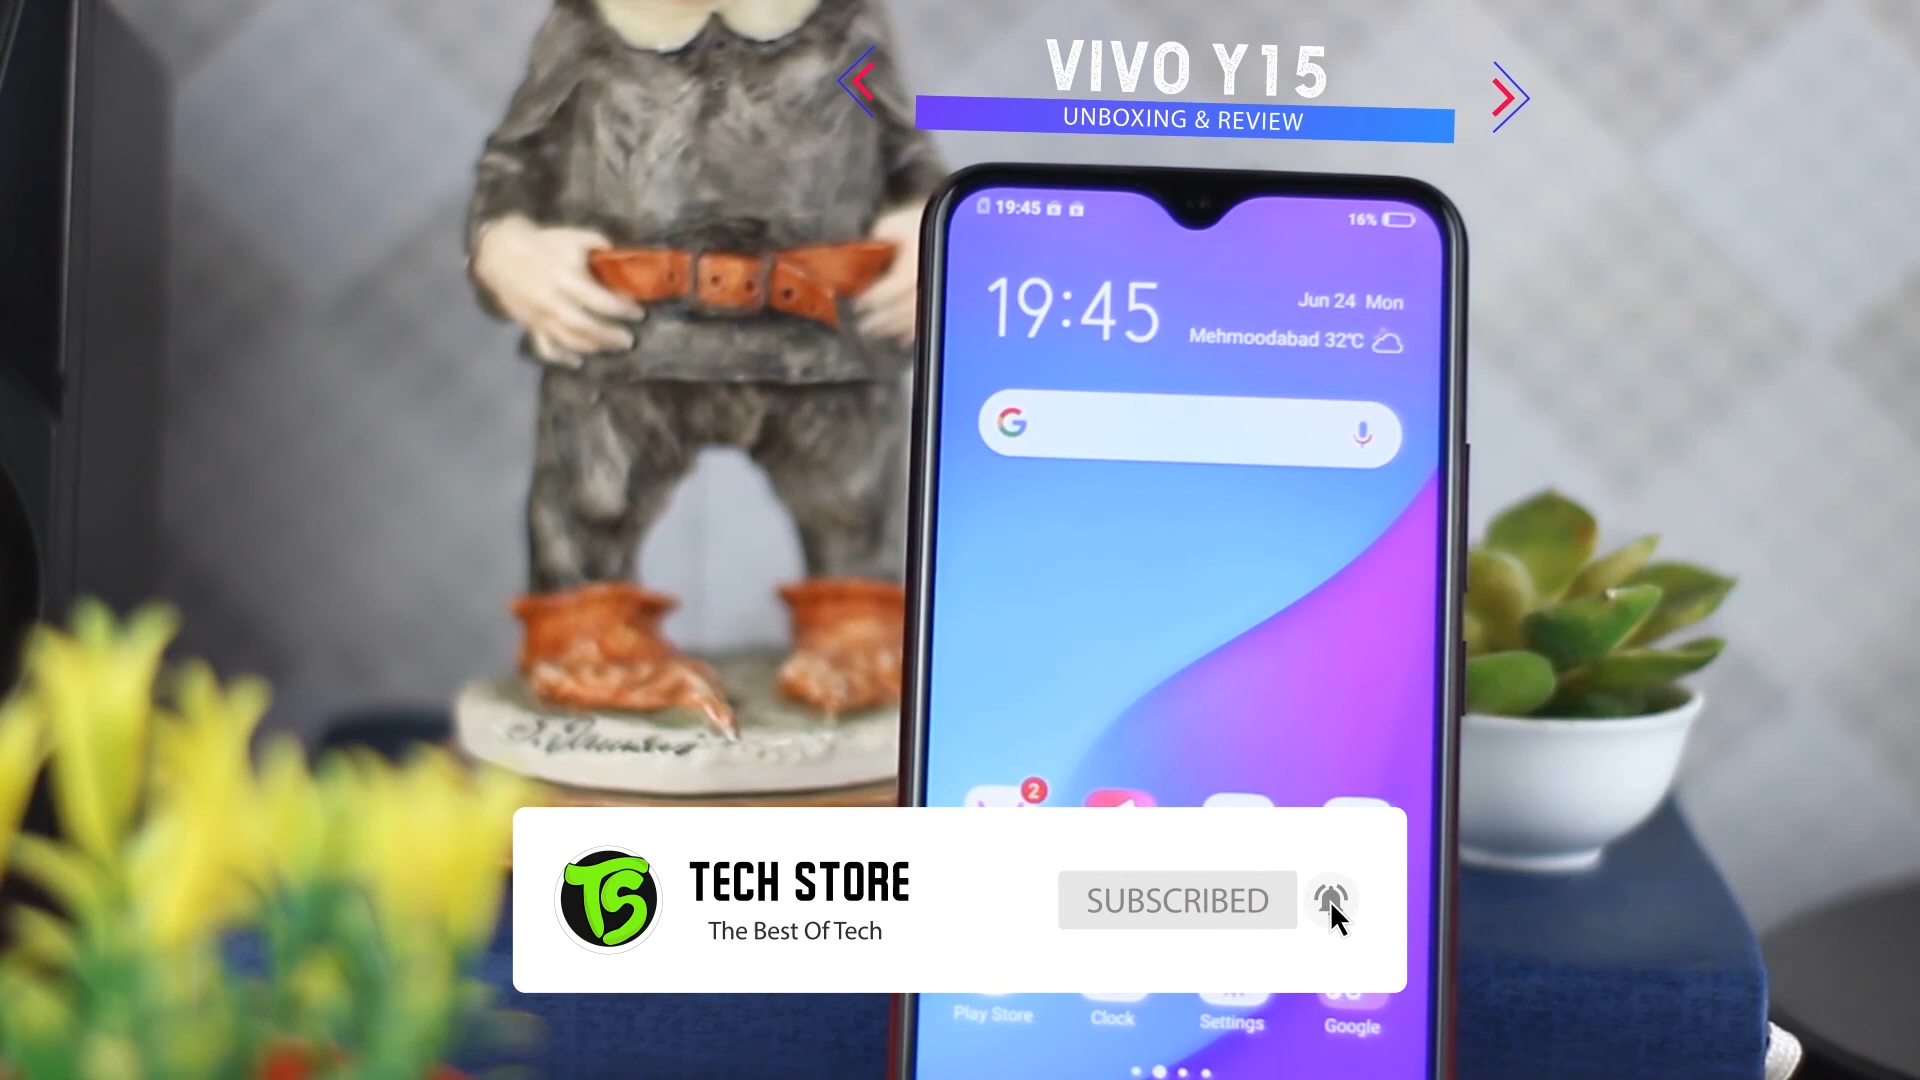 VIVO Y15
UNBOXING & REVIEW
19:45
16%
19:45
Jun 24 Mon
Mehmoodabad 32°C
G
2
TS
TECH STORE
The Best Of Tech
SUBSCRIBED
Play Store
Clock
Settings
Google